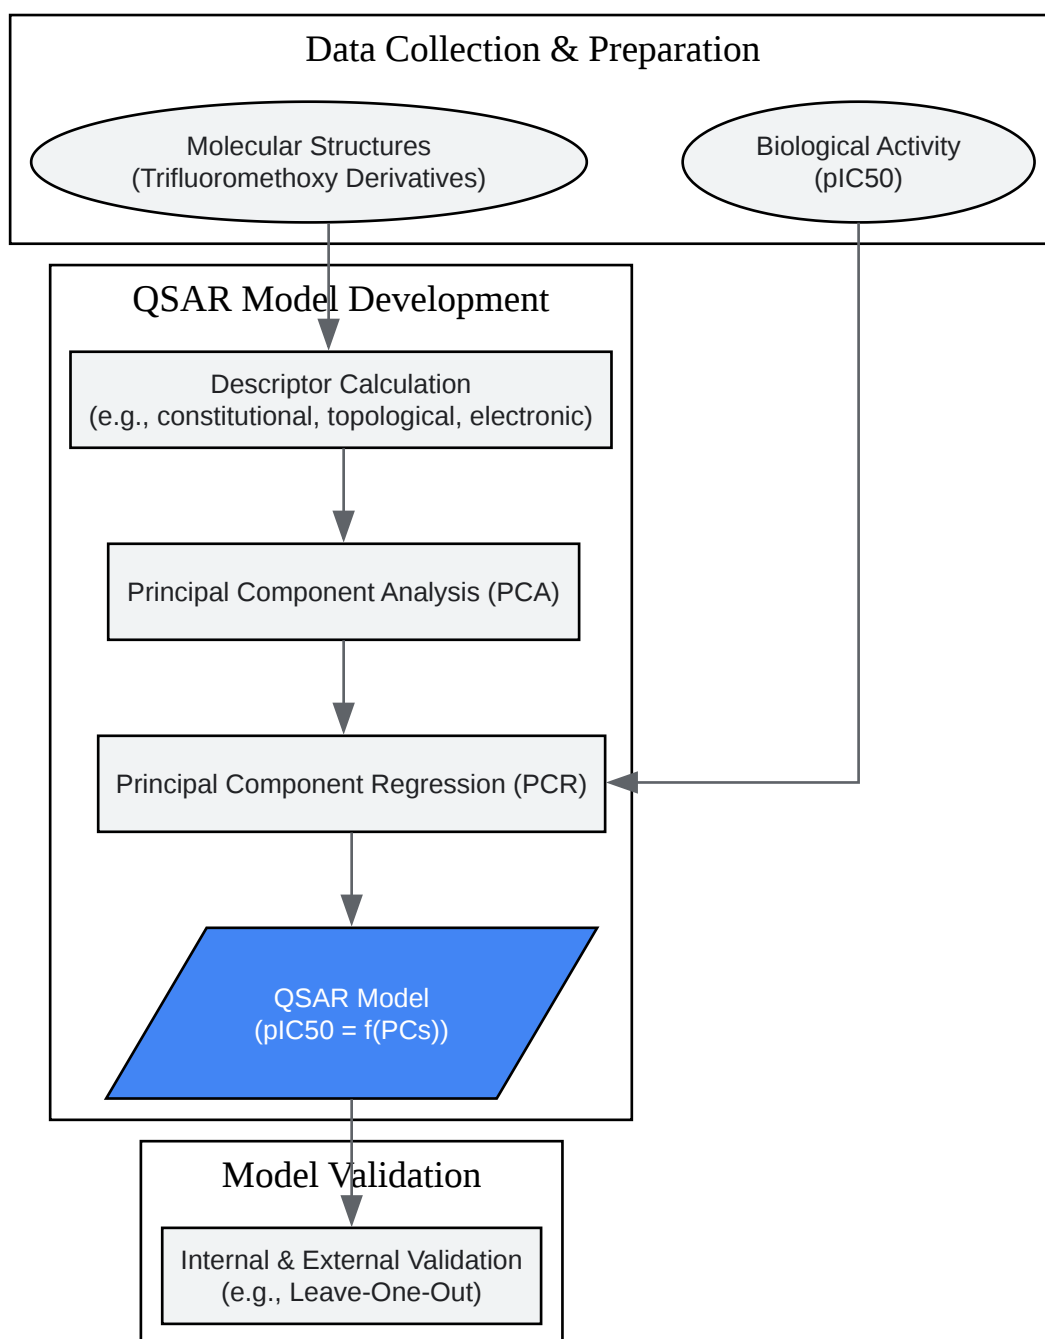 Data Collection & Preparation
Molecular Structures
(Trifluoromethoxy Derivatives)
Biological Activity
(pIC50)
QSAR Model Development
Descriptor Calculation
(e.g., constitutional, topological, electronic)
Principal Component Analysis (PCA)
Principal Component Regression (PCR)
QSAR Model
(pIC50 = f(PCs))
Model Validation
Internal & External Validation
(e.g., Leave-One-Out)